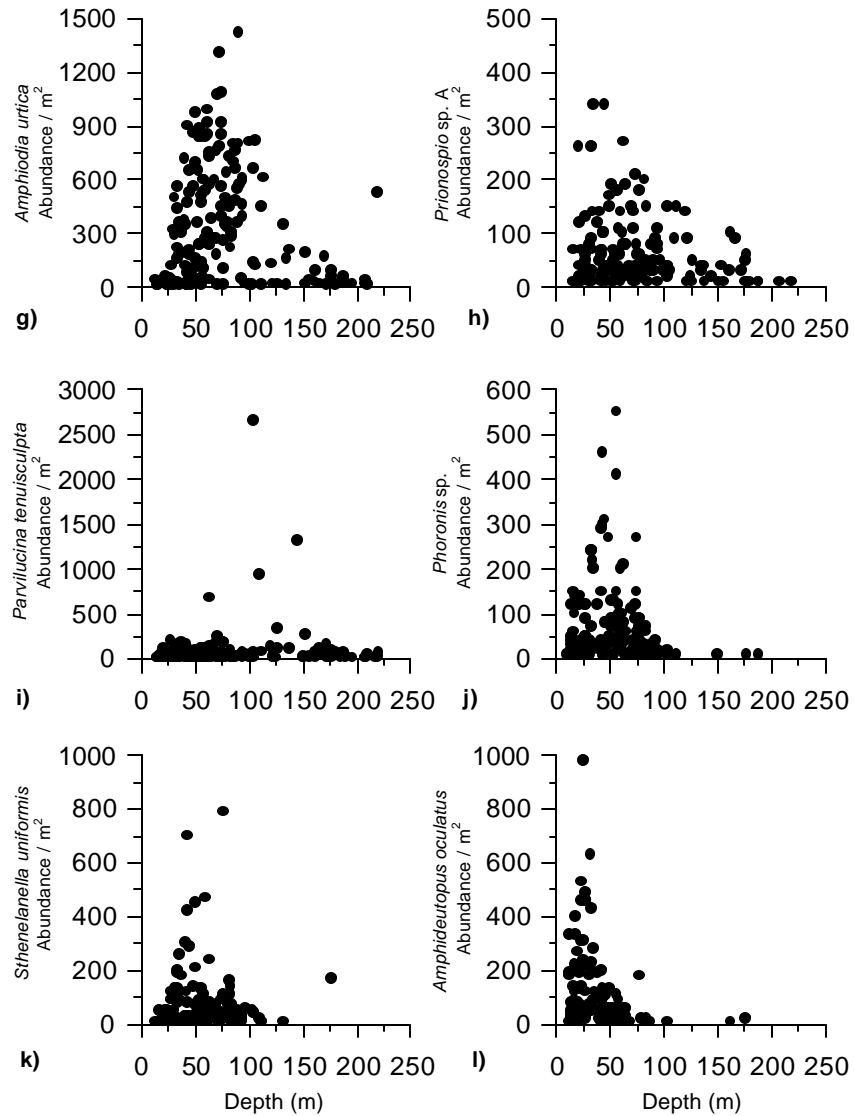 1500
1200
900
600
300
0
Amphiodia urtica
Abundance / m²
g)
0 50 100 150 200 250
500
400
300
200
100
0
Prionospio sp. A
Abundance / m²
h)
0 50 100 150 200 250
3000
2500
2000
1500
1000
500
0
Parvilucina tenuisculpta
Abundance / m²
i)
0 50 100 150 200 250
600
500
400
300
200
100
0
Phoronis sp.
Abundance / m²
j)
0 50 100 150 200 250
1000
800
600
400
200
0
Sthenelanella uniformis
Abundance / m²
k)
0 50 100 150 200 250
Depth (m)
1000
800
600
400
200
0
Amphideutopus oculatus
Abundance / m²
l)
0 50 100 150 200 250
Depth (m)